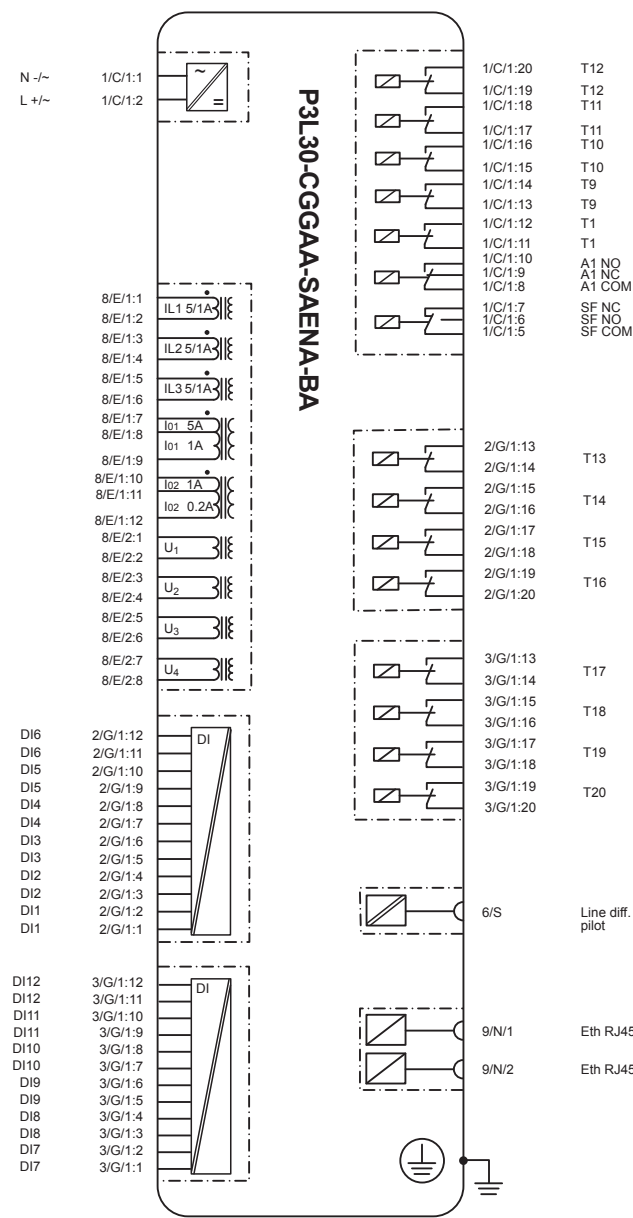 P3L30-CGGAA-SAENA-BA
N -/~ 1/C/1:1
L +/~ 1/C/1:2
~
=
8/E/1:1
IL1 5/1A
8/E/1:2
8/E/1:3
IL2 5/1A
8/E/1:4
8/E/1:5
IL3 5/1A
8/E/1:6
8/E/1:7
I01 5A
8/E/1:8
I01 1A
8/E/1:9
8/E/1:10
I02 1A
8/E/1:11
I02 0.2A
8/E/1:12
8/E/2:1
U1
8/E/2:2
8/E/2:3
U2
8/E/2:4
8/E/2:5
U3
8/E/2:6
8/E/2:7
U4
8/E/2:8
DI
DI6 2/G/1:12
DI6 2/G/1:11
DI5 2/G/1:10
DI5 2/G/1:9
DI4 2/G/1:8
DI4 2/G/1:7
DI3 2/G/1:6
DI3 2/G/1:5
DI2 2/G/1:4
DI2 2/G/1:3
DI1 2/G/1:2
DI1 2/G/1:1
DI
DI12 3/G/1:12
DI12 3/G/1:11
DI11 3/G/1:10
DI11 3/G/1:9
DI10 3/G/1:8
DI10 3/G/1:7
DI9 3/G/1:6
DI9 3/G/1:5
DI8 3/G/1:4
DI8 3/G/1:3
DI7 3/G/1:2
DI7 3/G/1:1
1/C/1:20 T12
1/C/1:19 T12
1/C/1:18 T11
1/C/1:17 T11
1/C/1:16 T10
1/C/1:15 T10
1/C/1:14 T9
1/C/1:13 T9
1/C/1:12 T1
1/C/1:11 T1
1/C/1:10 A1 NO
1/C/1:9 A1 NC
1/C/1:8 A1 COM
1/C/1:7 SF NC
1/C/1:6 SF NO
1/C/1:5 SF COM
2/G/1:13
T13
2/G/1:14
2/G/1:15
T14
2/G/1:16
2/G/1:17
T15
2/G/1:18
2/G/1:19
T16
2/G/1:20
3/G/1:13
T17
3/G/1:14
3/G/1:15
T18
3/G/1:16
3/G/1:17
T19
3/G/1:18
3/G/1:19
T20
3/G/1:20
6/S Line diff.
pilot
9/N/1 Eth RJ45
9/N/2 Eth RJ45